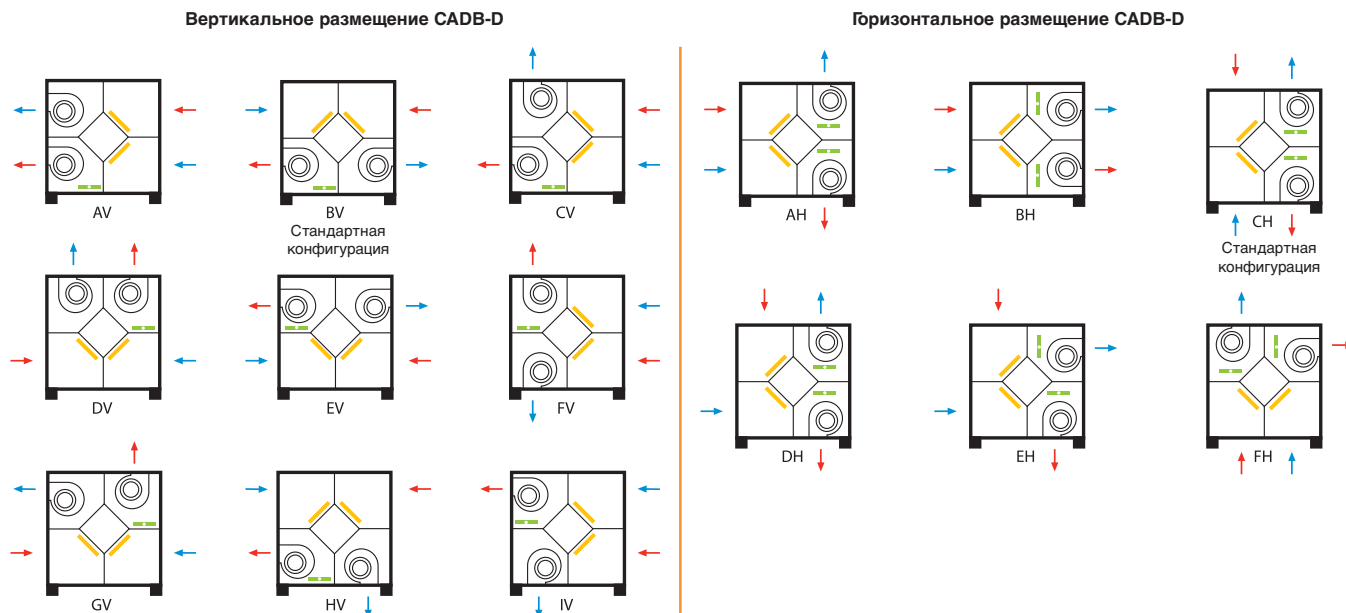 Вертикальное размещение CADB-D
Горизонтальное размещение CADB-D
AV
BV
Стандартная
конфигурация
CV
AH
BH
CH
Стандартная
конфигурация
DV
EV
FV
DH
EH
FH
GV
HV
IV